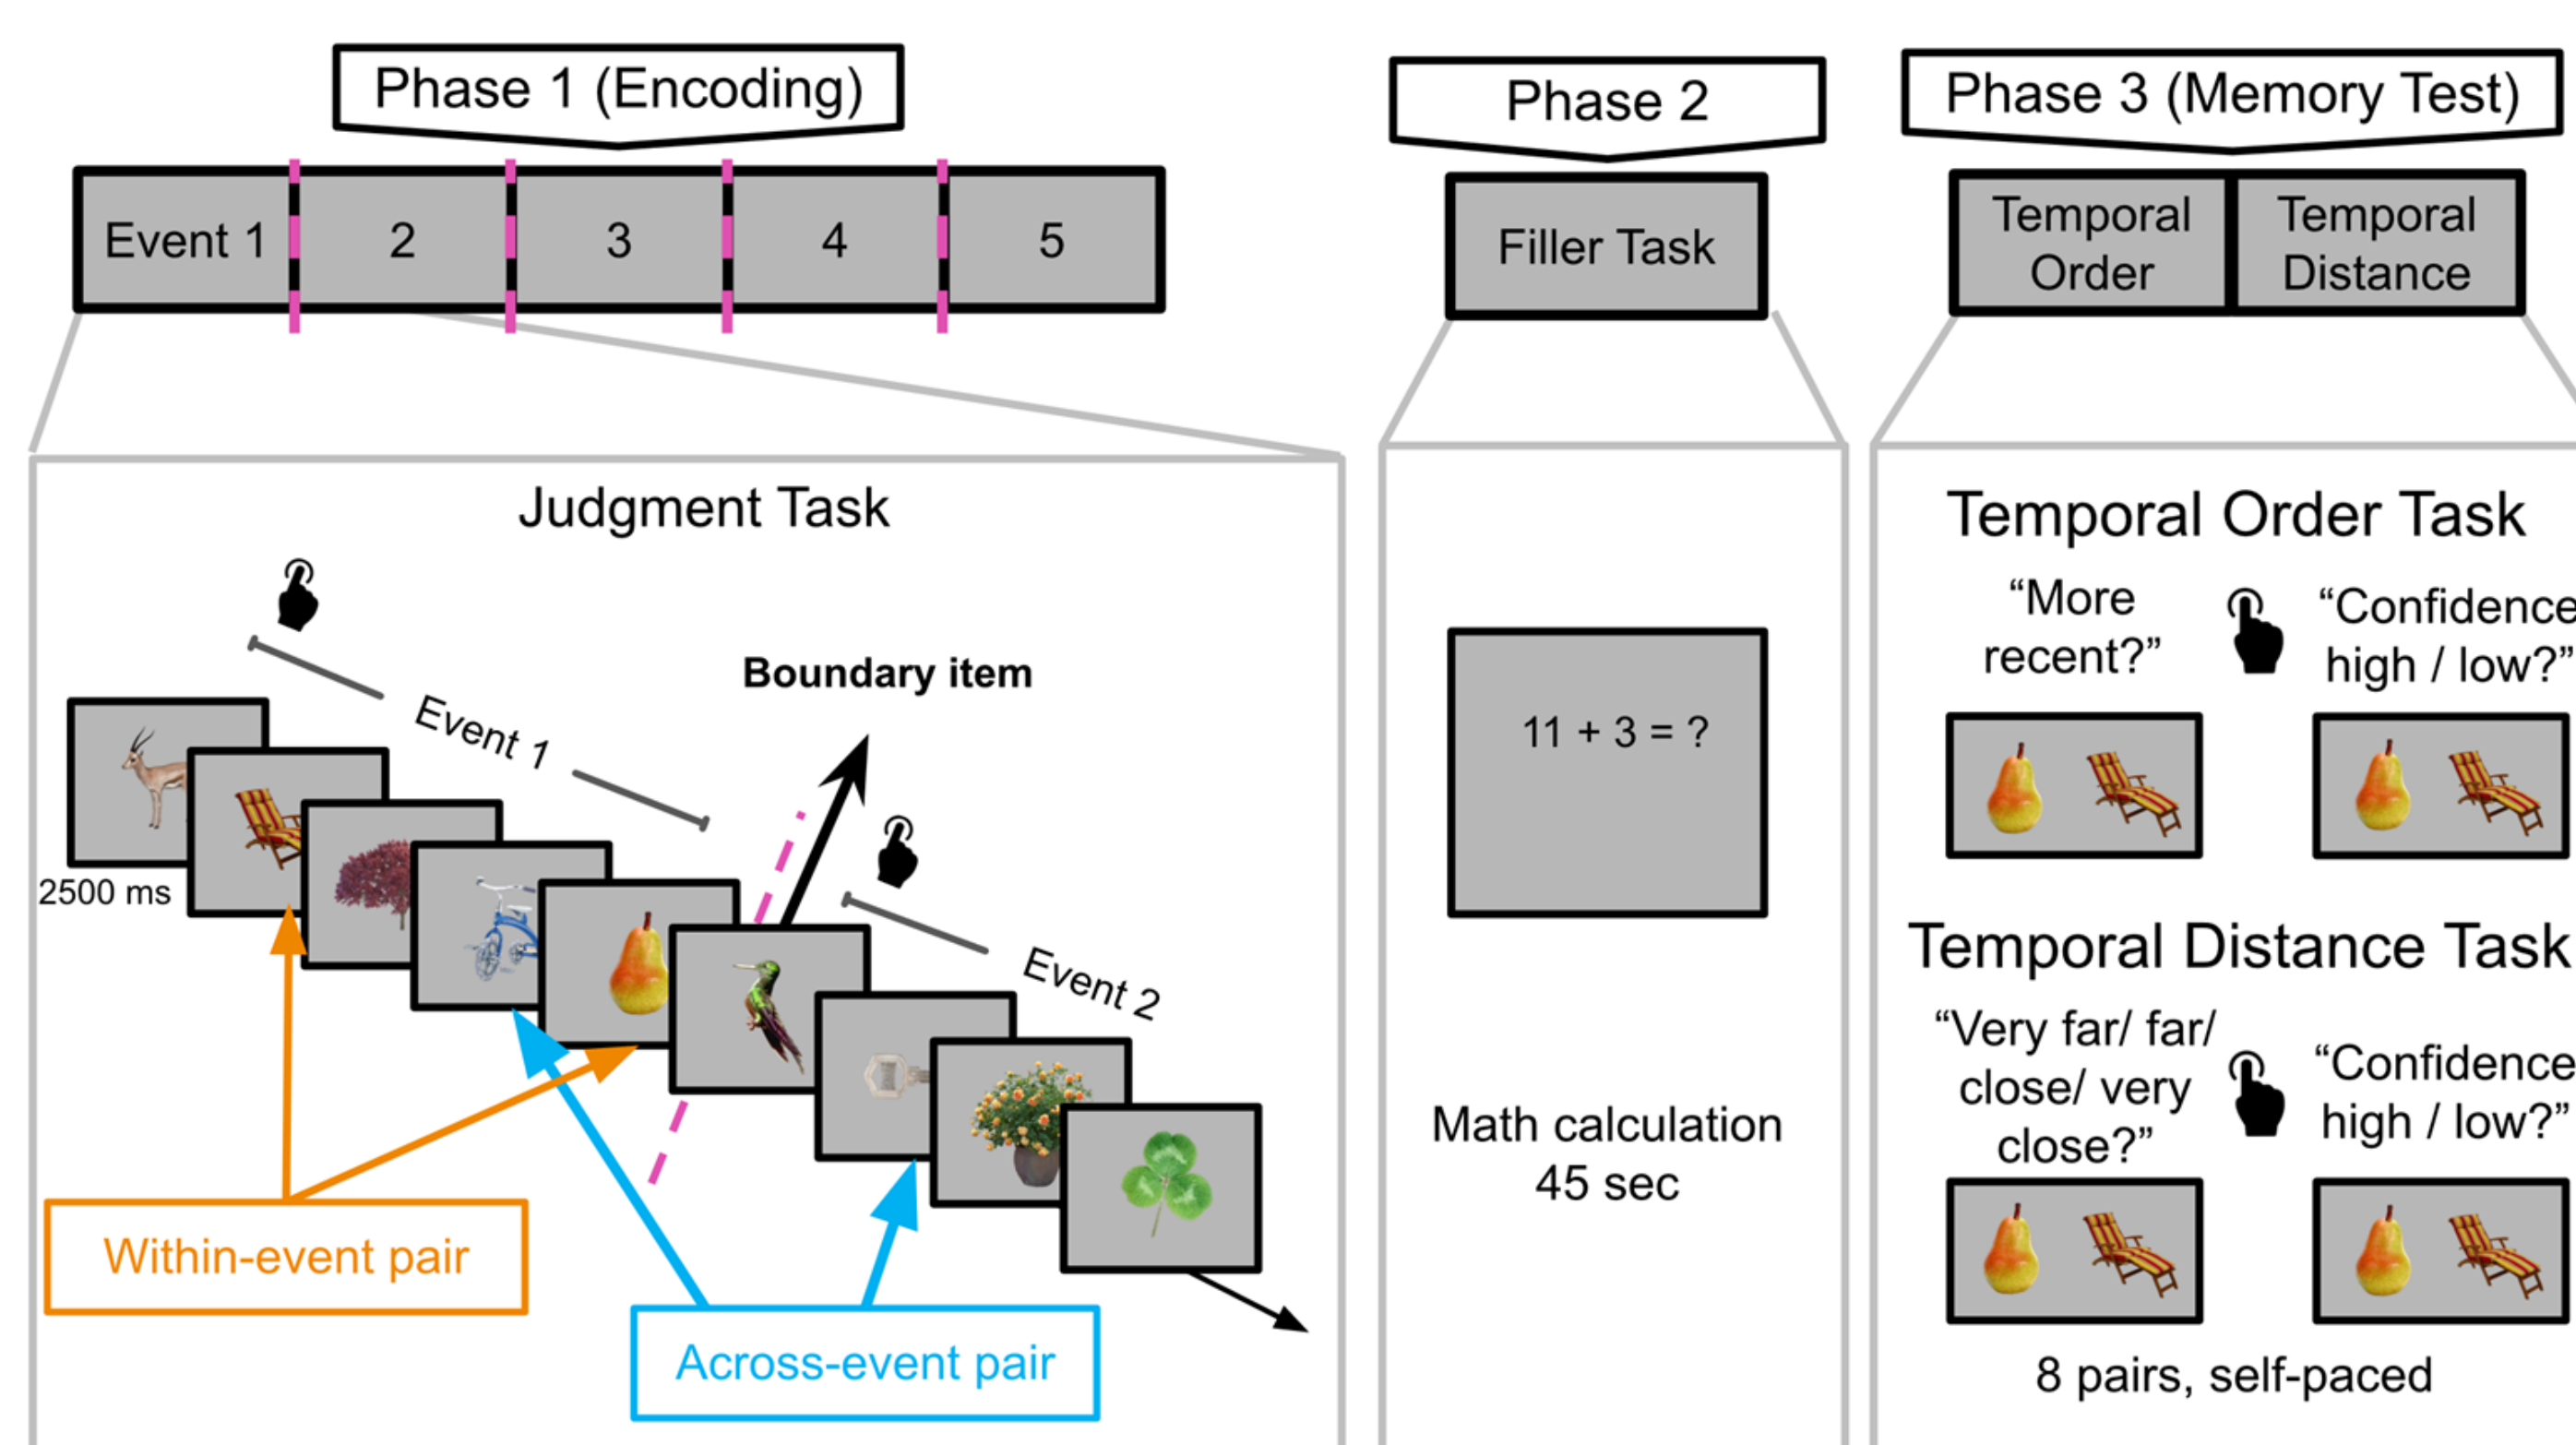 Phase 1 (Encoding)
Event 1
2
3
4
5
Judgment Task
Event 1
Boundary item
Event 2
2500 ms
Within-event pair
Across-event pair
Phase 2
Filler Task
11 + 3 = ?
Math calculation
45 sec
Phase 3 (Memory Test)
Temporal
Order
Temporal
Distance
Temporal Order Task
“More
recent?”
“Confidence
high / low?”
Temporal Distance Task
“Very far/ far/
close/ very
close?”
“Confidence
high / low?”
8 pairs, self-paced